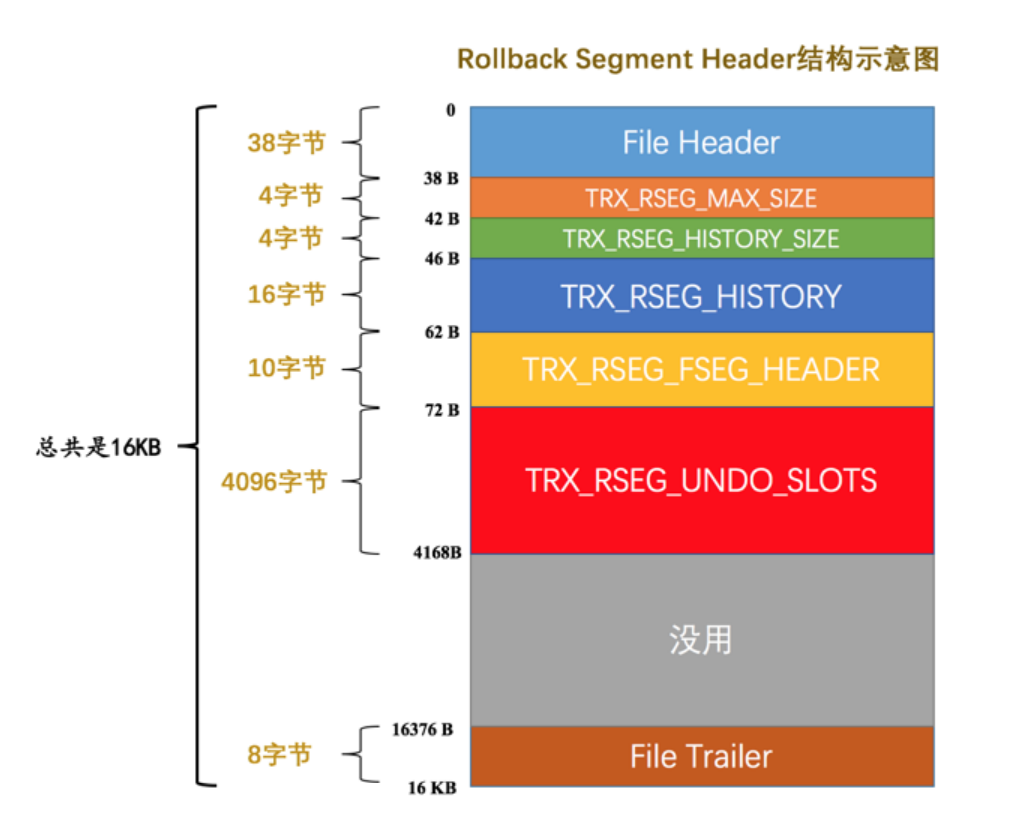 Rollback Segment Header结构示意图
0
38字节
File Header
38 B
4字节
TRX_RSEG_MAX_SIZE
42 B
4字节
TRX_RSEG_HISTORY_SIZE
46 B
16字节
TRX_RSEG_HISTORY
62 B
10字节
TRX_RSEG_FSEG_HEADER
72 B
总共是16KB
4096字节
TRX_RSEG_UNDO_SLOTS
4168B
没用
16376 B
8字节
File Trailer
16 KB